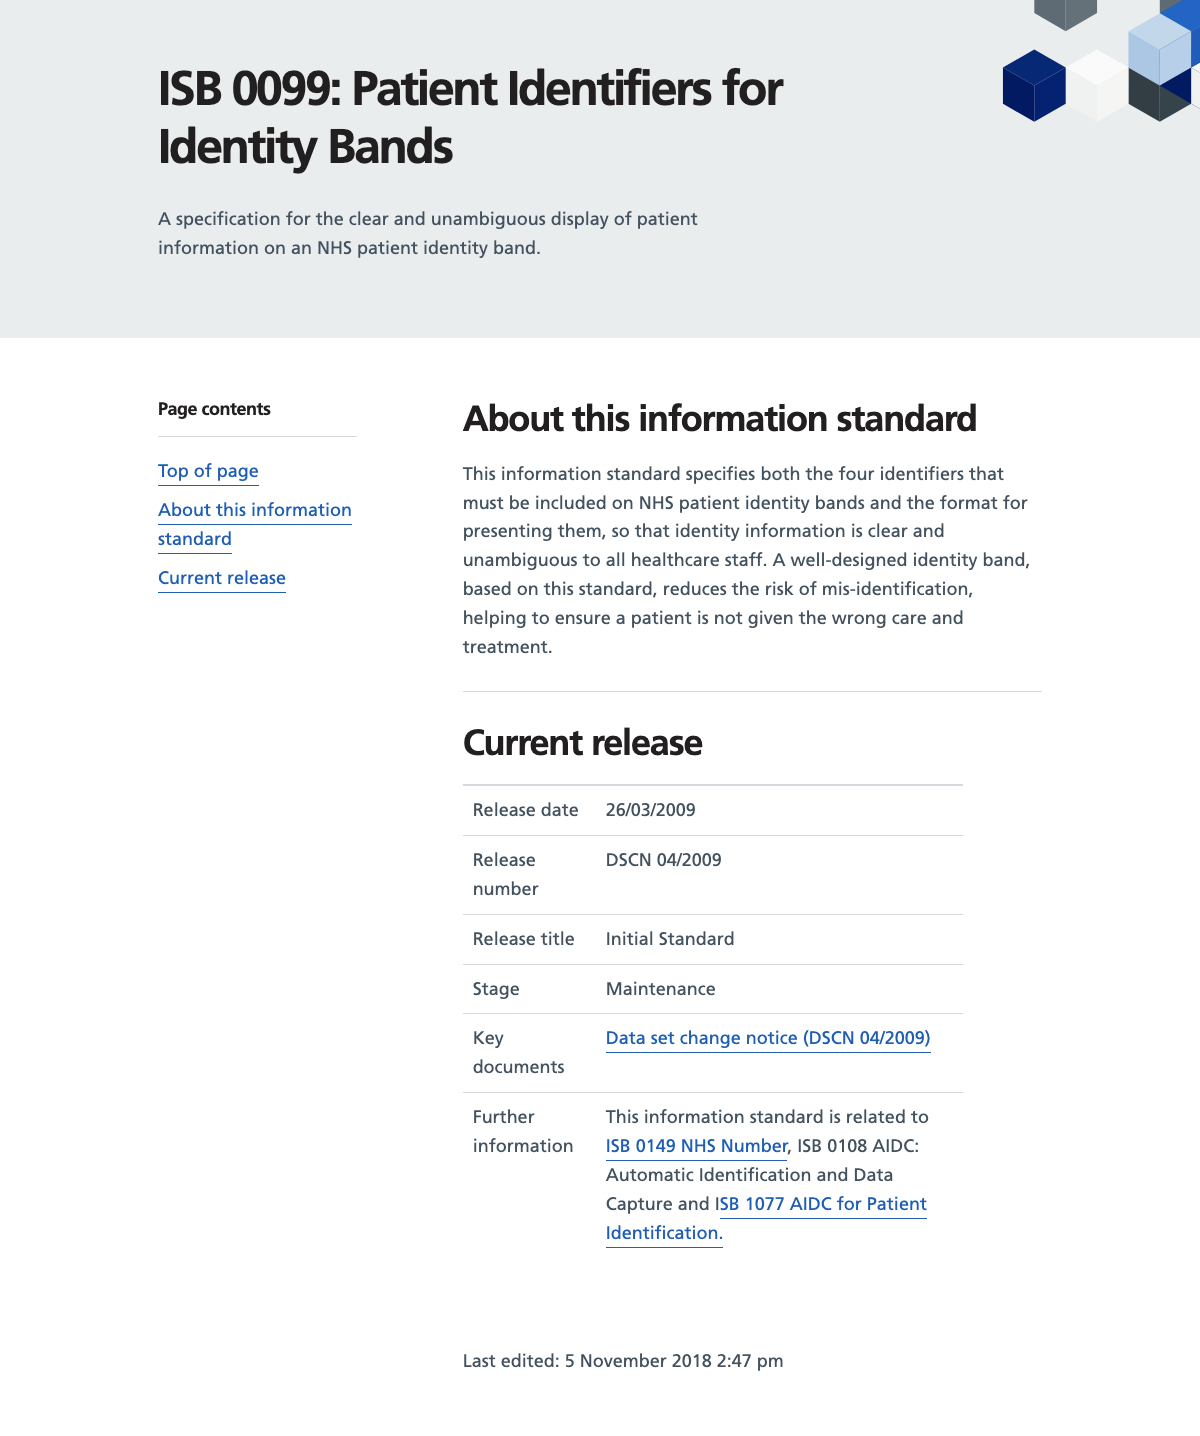 ISB 0099: Patient Identifiers for
Identity Bands
A specification for the clear and unambiguous display of patient
information on an NHS patient identity band.
Page contents
Top of page
About this information
standard
Current release
About this information standard
This information standard specifies both the four identifiers that
must be included on NHS patient identity bands and the format for
presenting them, so that identity information is clear and
unambiguous to all healthcare staff. A well-designed identity band,
based on this standard, reduces the risk of mis-identification,
helping to ensure a patient is not given the wrong care and
treatment.
Current release
Release date 26/03/2009
Release DSCN 04/2009
number
Release title Initial Standard
Stage Maintenance
Key Data set change notice (DSCN 04/2009)
documents
Further This information standard is related to
information ISB 0149 NHS Number, ISB 0108 AIDC:
Automatic Identification and Data
Capture and ISB 1077 AIDC for Patient
Identification.
Last edited: 5 November 2018 2:47 pm